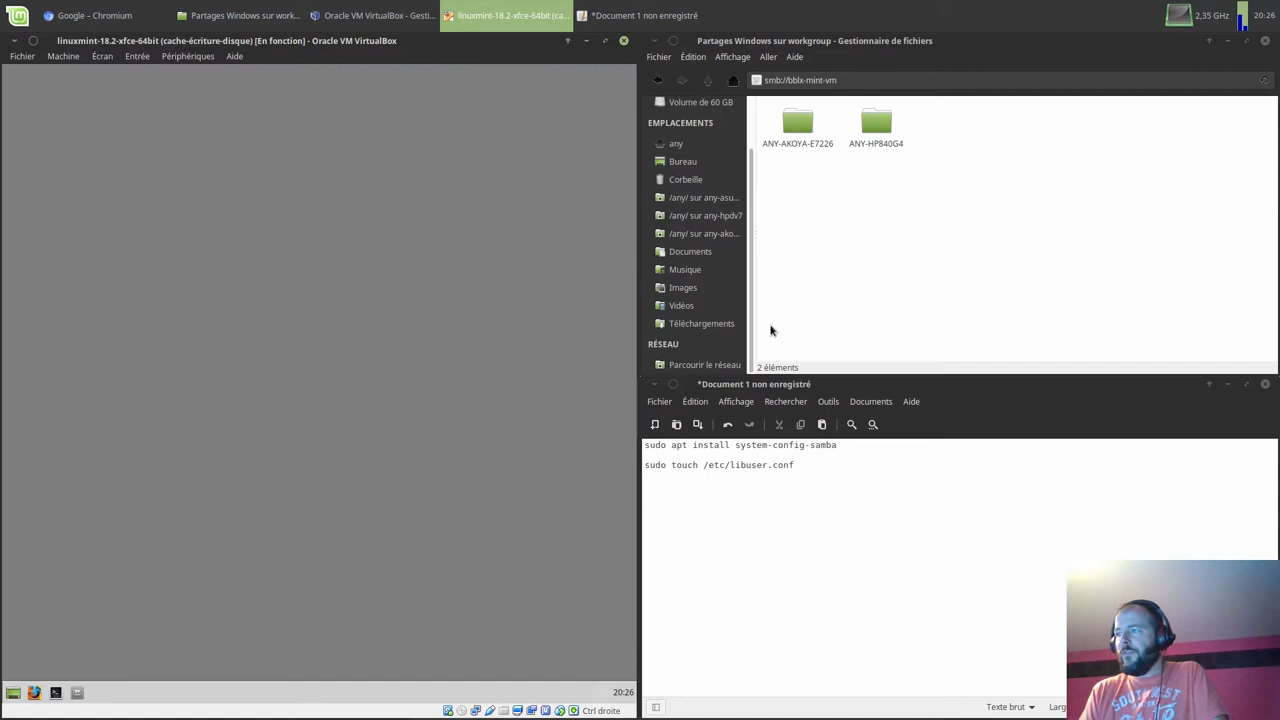 Google – Chromium
Partages Windows sur work...
Oracle VM VirtualBox - Gesti...
linuxmint-18.2-xfce-64bit (ca...
*Document 1 non enregistré
2,35 GHz
20:26
linuxmint-18.2-xfce-64bit (cache-écriture-disque) [En fonction] - Oracle VM VirtualBox
Fichier Machine Écran Entrée Périphériques Aide
20:26
Ctrl droite
Partages Windows sur workgroup - Gestionnaire de fichiers
Fichier Édition Affichage Aller Aide
smb://bblx-mint-vm
Volume de 60 GB
EMPLACEMENTS
any
Bureau
Corbeille
/any/ sur any-asu...
/any/ sur any-hpdv7
/any/ sur any-ako...
Documents
Musique
Images
Vidéos
Téléchargements
RÉSEAU
Parcourir le réseau
ANY-AKOYA-E7226
ANY-HP840G4
2 éléments
*Document 1 non enregistré
Fichier Édition Affichage Rechercher Outils Documents Aide
sudo apt install system-config-samba
sudo touch /etc/libuser.conf
Texte brut
Larg